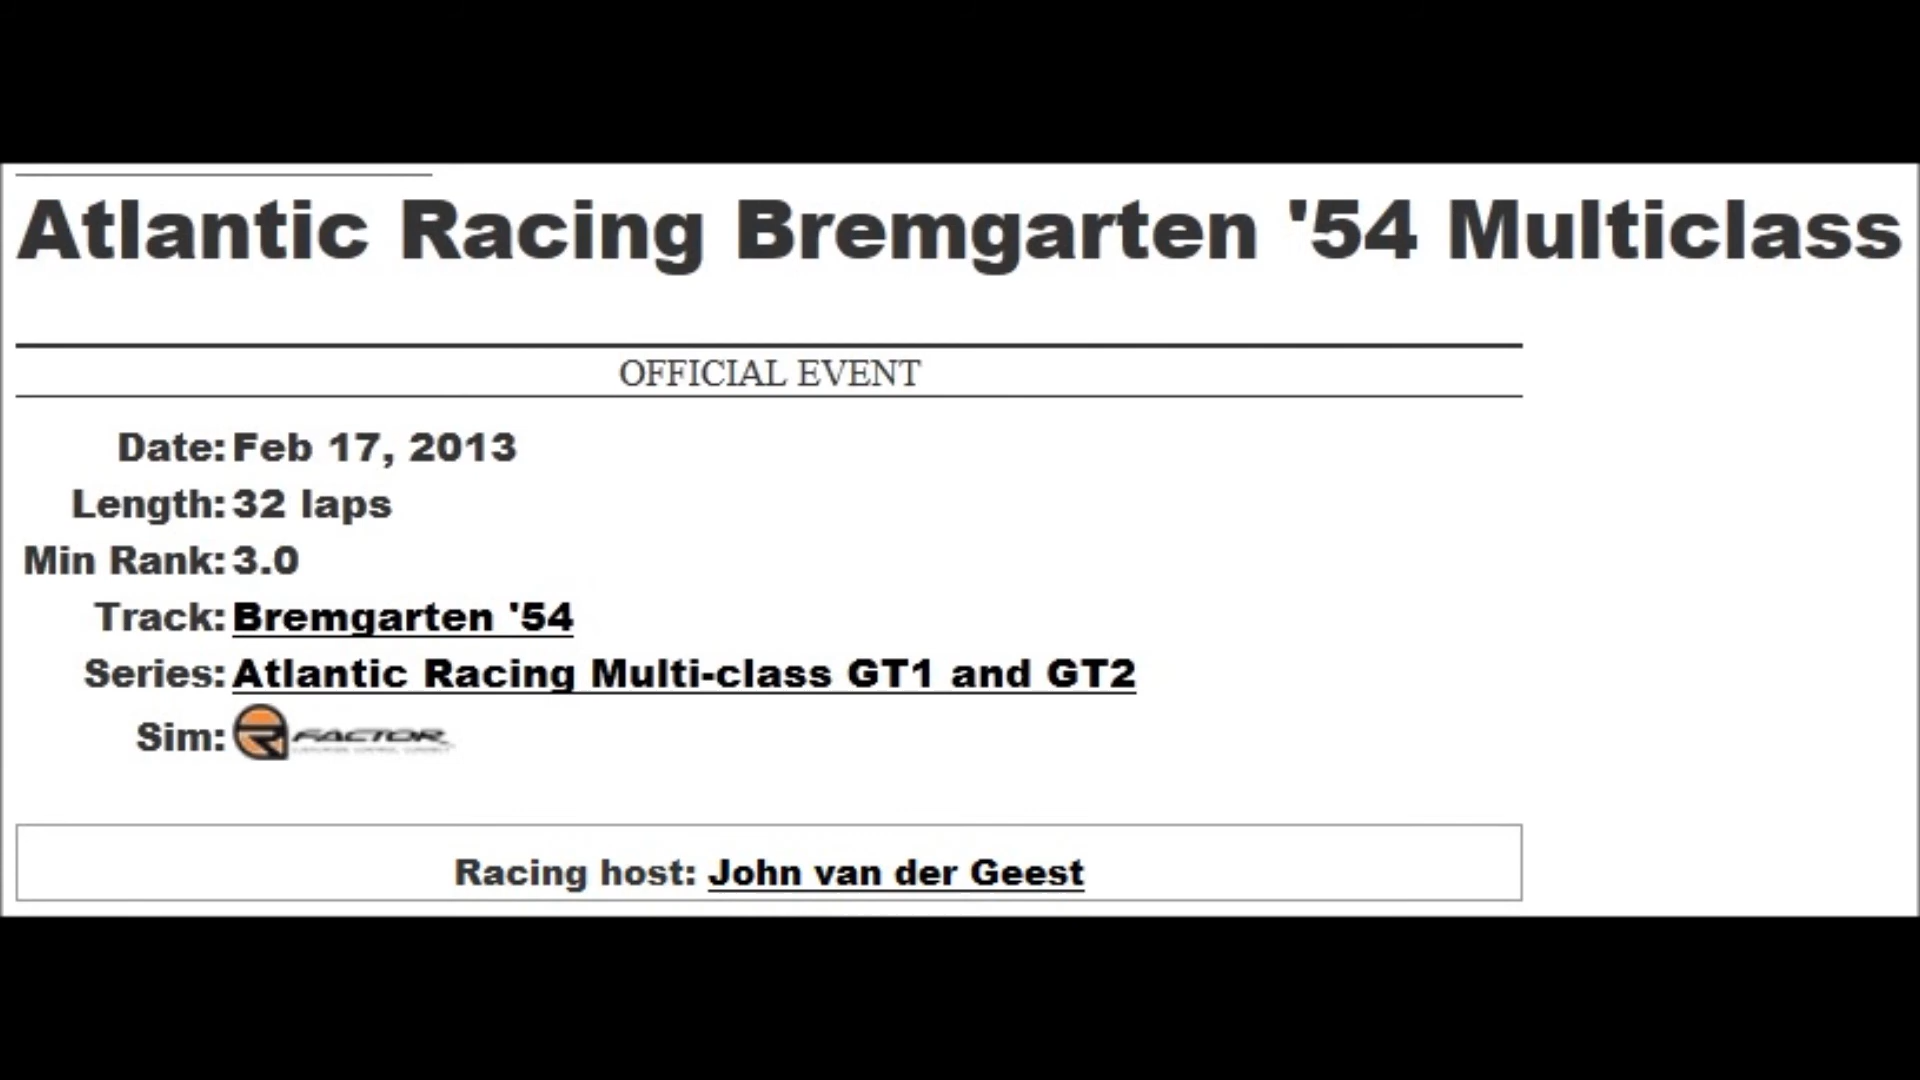 Atlantic Racing Bremgarten '54 Multiclass
OFFICIAL EVENT
Date: Feb 17, 2013
Length: 32 laps
Min Rank: 3.0
Track: Bremgarten '54
Series: Atlantic Racing Multi-class GT1 and GT2
Sim: RFACTOR
Racing host: John van der Geest